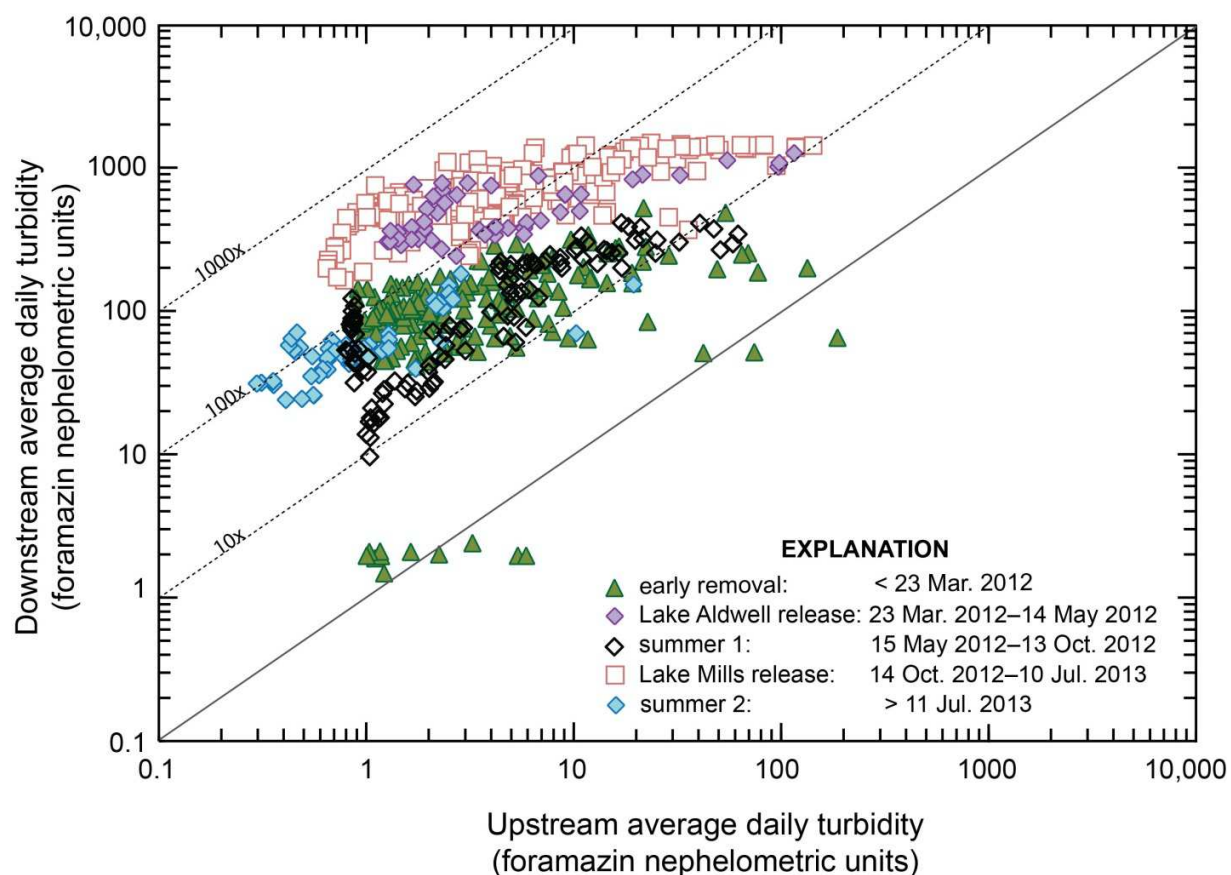 10,000
1000
100
10
1
0.1
Downstream average daily turbidity
(foramazin nephelometric units)
1000x
100x
10x
EXPLANATION
early removal: < 23 Mar. 2012
Lake Aldwell release: 23 Mar. 2012–14 May 2012
summer 1: 15 May 2012–13 Oct. 2012
Lake Mills release: 14 Oct. 2012–10 Jul. 2013
summer 2: > 11 Jul. 2013
0.1 1 10 100 1000 10,000
Upstream average daily turbidity
(foramazin nephelometric units)